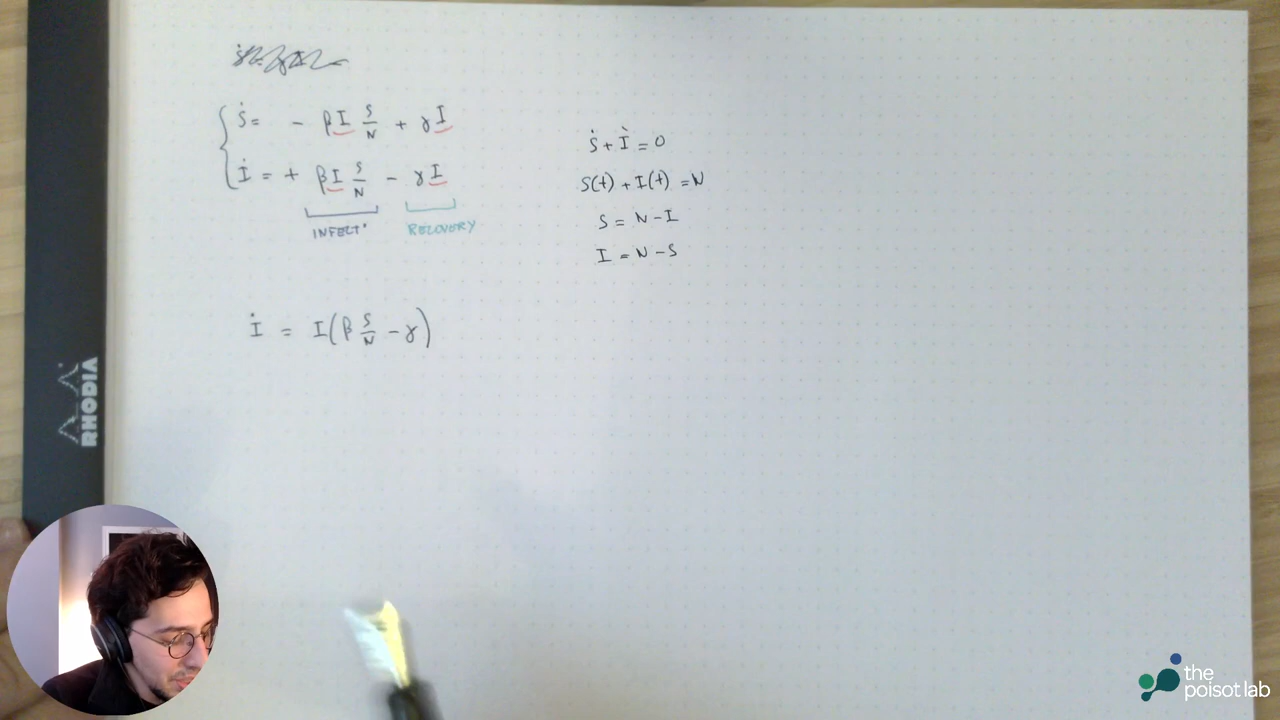 Ṡ = - βI S/N + γI
İ = + βI S/N - γI
INFECT° RECOVERY
Ṡ + İ = 0
S(t) + I(t) = N
S = N - I
I = N - S
İ = I(β S/N - γ)
RHODIA
the
poisot lab